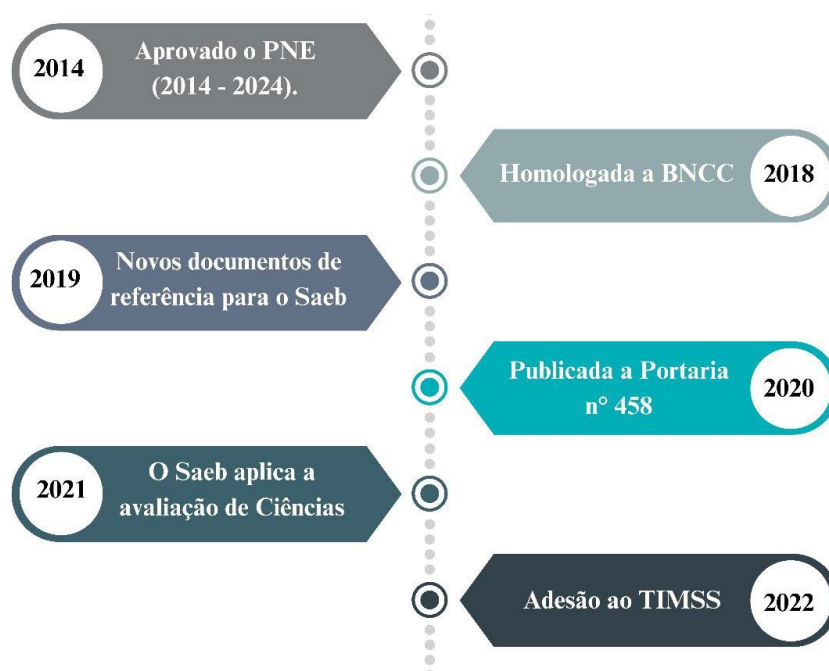 2014
Aprovado o PNE
(2014 - 2024).
Homologada a BNCC
2018
2019
Novos documentos de
referência para o Saeb
Publicada a Portaria
n° 458
2020
2021
O Saeb aplica a
avaliação de Ciências
Adesão ao TIMSS
2022